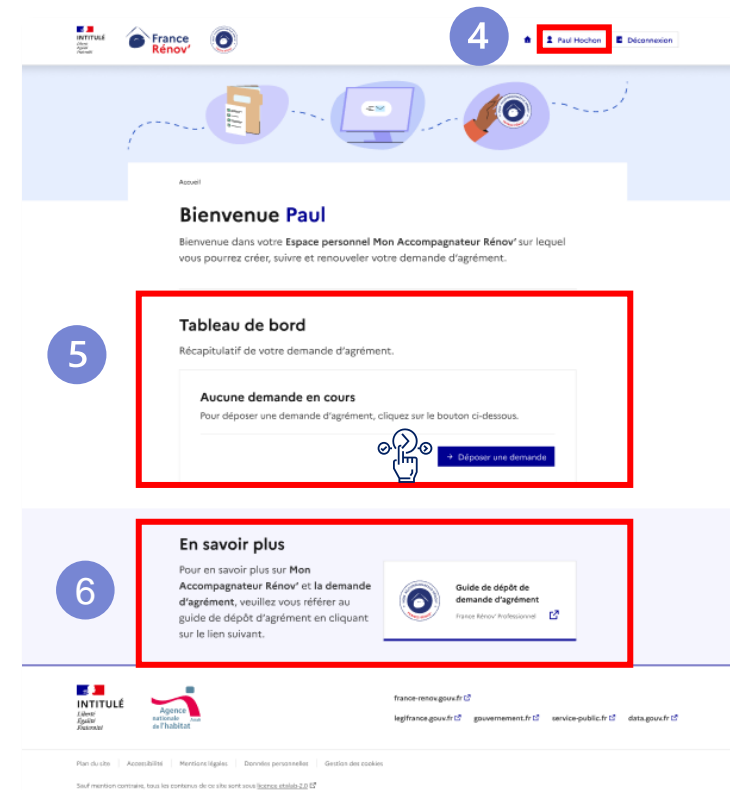 INTITULÉ
Liberté
Égalité
Fraternité
France
Rénov'
4
Paul Hochon
Déconnexion
Accueil
Bienvenue Paul
Bienvenue dans votre Espace personnel Mon Accompagnateur Rénov' sur lequel
vous pourrez créer, suivre et renouveler votre demande d'agrément.
5
Tableau de bord
Récapitulatif de votre demande d'agrément.
Aucune demande en cours
Pour déposer une demande d'agrément, cliquez sur le bouton ci-dessous.
→ Déposer une demande
6
En savoir plus
Pour en savoir plus sur Mon
Accompagnateur Rénov' et la demande
d'agrément, veuillez vous référer au
guide de dépôt d'agrément en cliquant
sur le lien suivant.
Guide de dépôt de
demande d'agrément
France Rénov' Professionnel
INTITULÉ
Liberté
Égalité
Fraternité
Agence
nationale
de l'habitat
Anah
france-renov.gouv.fr
legifrance.gouv.fr gouvernement.fr service-public.fr data.gouv.fr
Plan du site Accessibilité Mentions légales Données personnelles Gestion des cookies
Sauf mention contraire, tous les contenus de ce site sont sous licence etalab-2.0